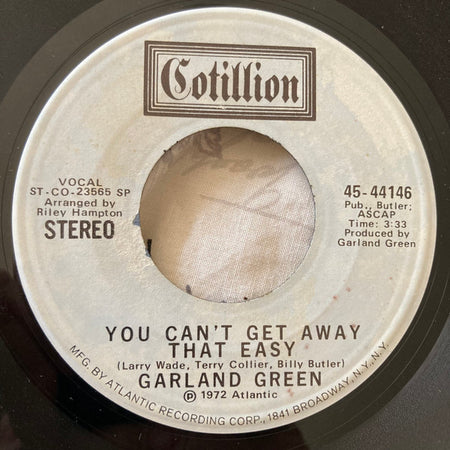 Cotillion
VOCAL
ST-CO-23565 SP
Arranged by
Riley Hampton
STEREO
45-44146
Pub., Butler;
ASCAP
Time: 3:33
Produced by
Garland Green
YOU CAN'T GET AWAY
THAT EASY
(Larry Wade, Terry Collier, Billy Butler)
GARLAND GREEN
Ⓟ 1972 Atlantic
MFG. BY ATLANTIC RECORDING CORP., 1841 BROADWAY, N.Y., N.Y.